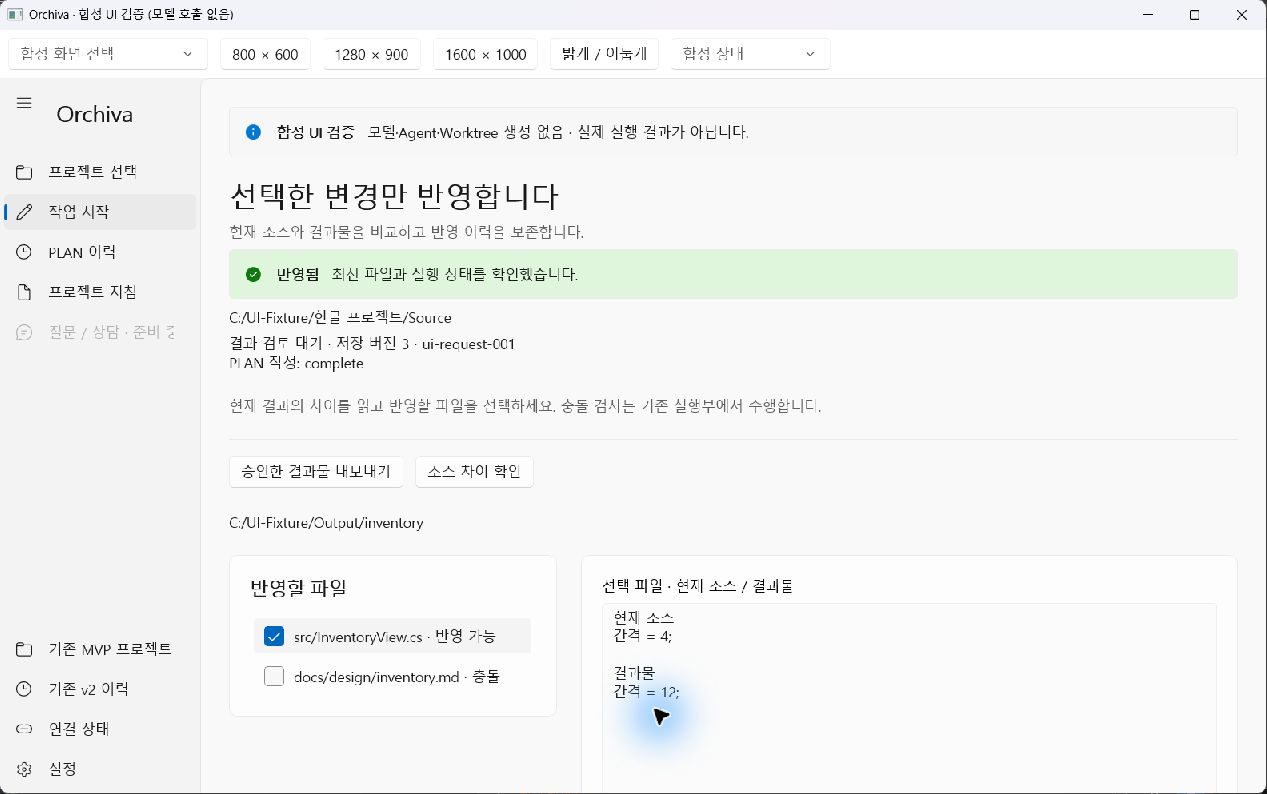 Orchiva · 합성 UI 검증 (모델 호출 없음)
합성 화면 선택
800 × 600
1280 × 900
1600 × 1000
밝게 / 어둡게
합성 상태
Orchiva
프로젝트 선택
작업 시작
PLAN 이력
프로젝트 지침
질문 / 상담 · 준비 중
기존 MVP 프로젝트
기존 v2 이력
연결 상태
설정
합성 UI 검증 모델·Agent·Worktree 생성 없음 · 실제 실행 결과가 아닙니다.
선택한 변경만 반영합니다
현재 소스와 결과물을 비교하고 반영 이력을 보존합니다.
반영됨 최신 파일과 실행 상태를 확인했습니다.
C:/UI-Fixture/한글 프로젝트/Source
결과 검토 대기 · 저장 버전 3 · ui-request-001
PLAN 작성: complete
현재 결과의 차이를 읽고 반영할 파일을 선택하세요. 충돌 검사는 기존 실행부에서 수행합니다.
승인한 결과물 내보내기
소스 차이 확인
C:/UI-Fixture/Output/inventory
반영할 파일
src/InventoryView.cs · 반영 가능
docs/design/inventory.md · 충돌
선택 파일 · 현재 소스 / 결과물
현재 소스
간격 = 4;
결과물
간격 = 12;